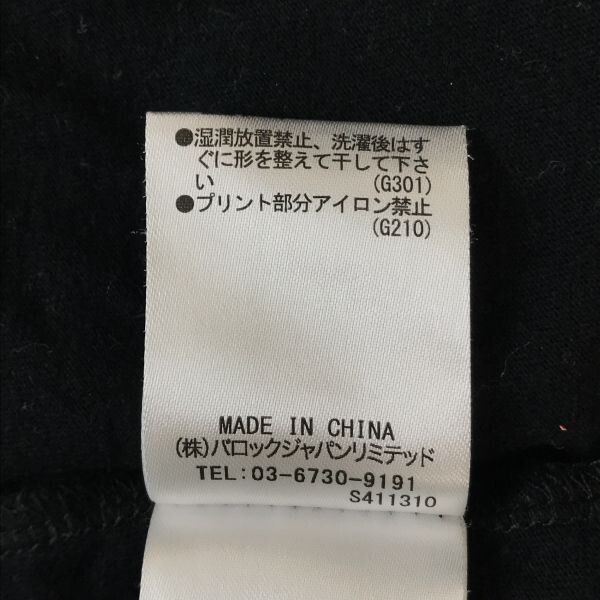 ●湿潤放置禁止、洗濯後はす
ぐに形を整えて干して下さ
い (G301)
●プリント部分アイロン禁止
(G210)
MADE IN CHINA
(株)バロックジャパンリミテッド
TEL:03-6730-9191
S411310